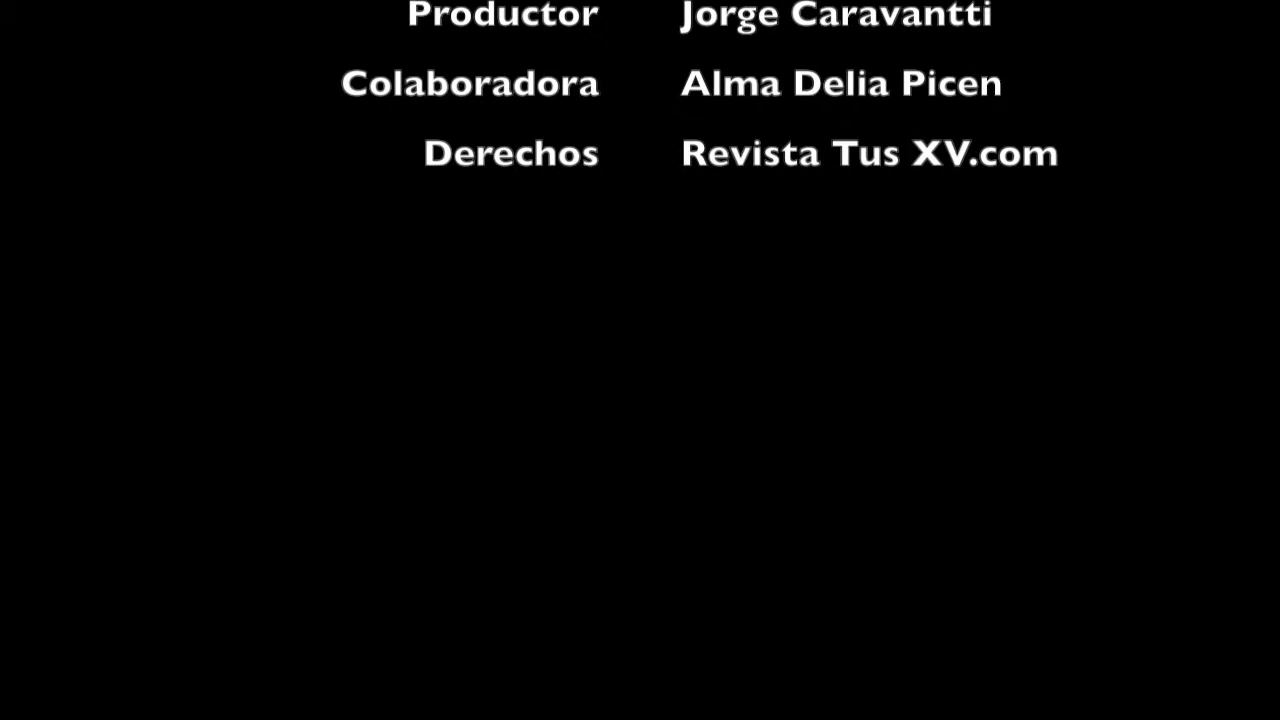 Productor Jorge Caravantti
Colaboradora Alma Delia Picen
Derechos Revista Tus XV.com